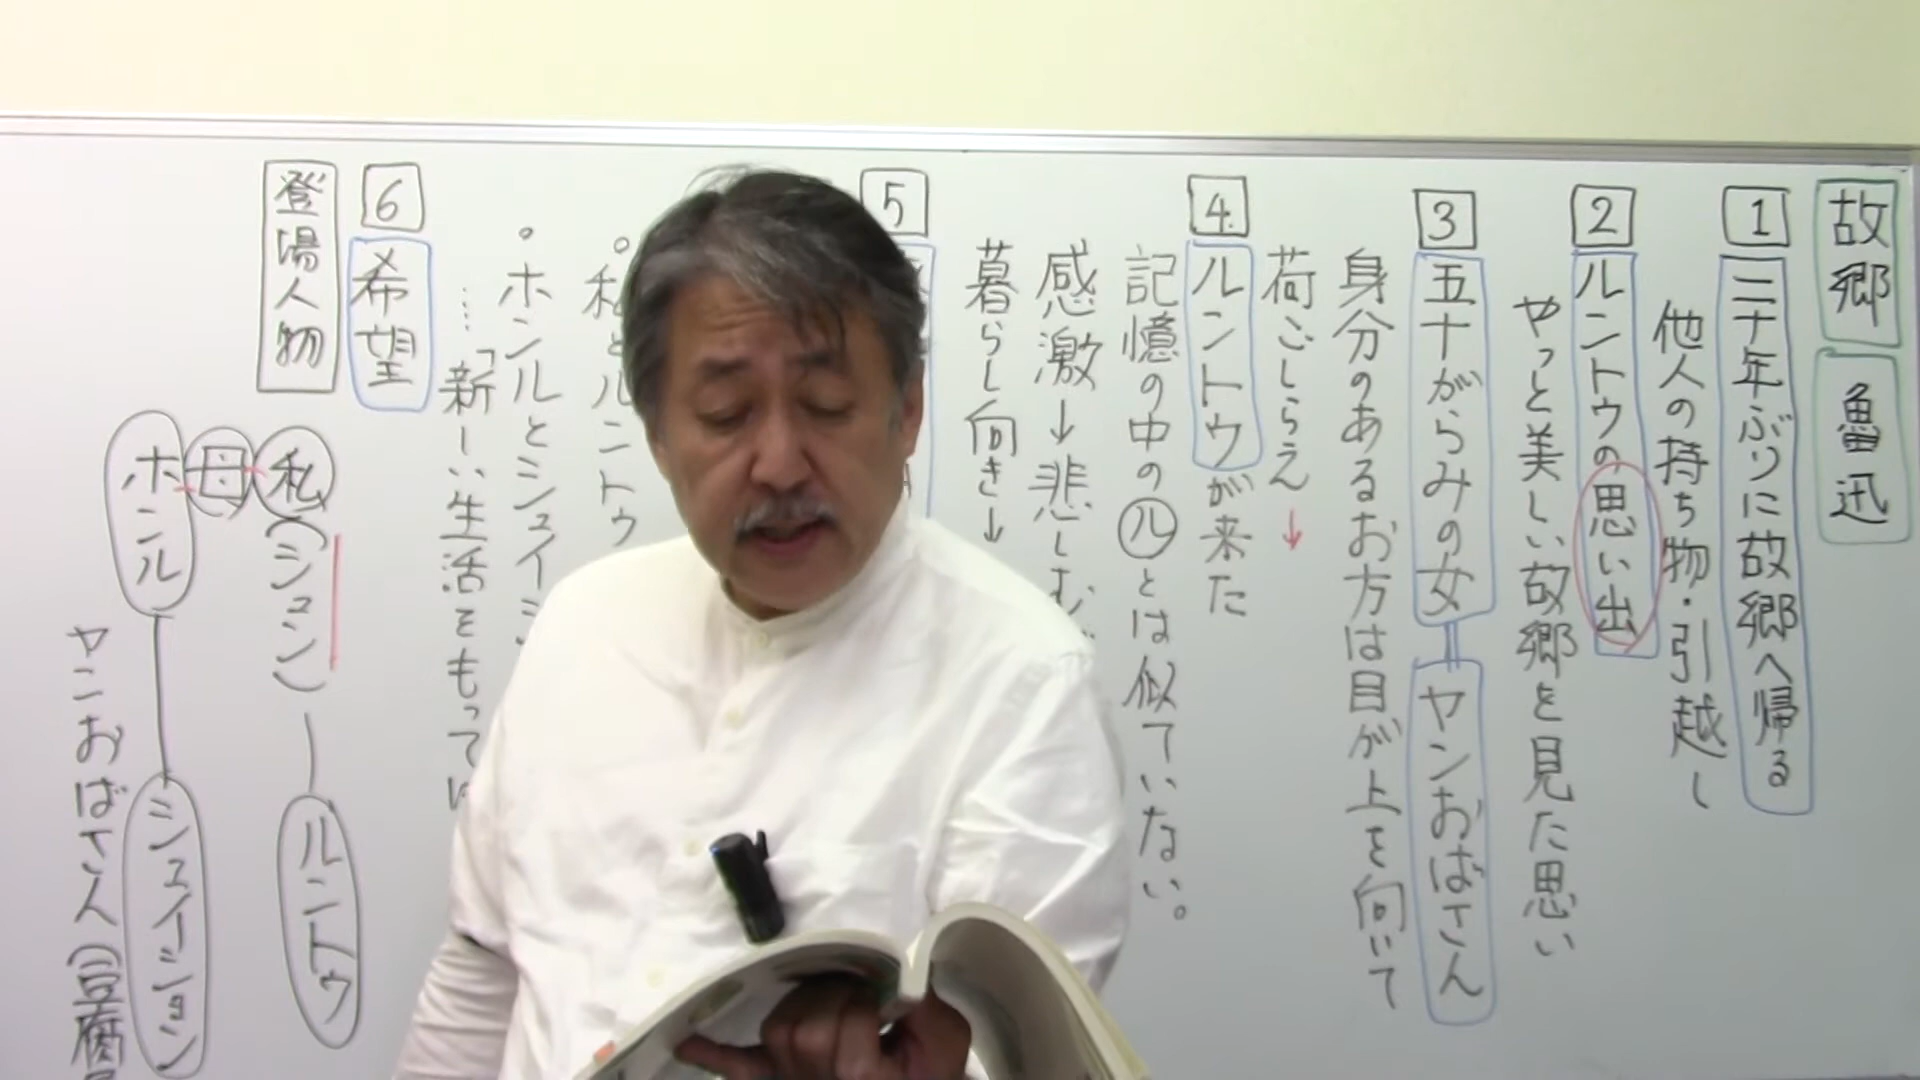 故郷
魯迅
1
二十年ぶりに故郷へ帰る
他人の持ち物・引越し
2
ルントウの思い出
やっと美しい故郷を見た思い
3
五十がらみの女
ヤンおばさん
身分のあるお方は目が上を向いて
荷ごしらえ↓
4
ルントウが来た
記憶の中のルとは似ていない。
感激↓悲しむ
暮らし向き↓
5
私とルントウ
ホンルとシュイシ
…「新しい生活をもって
6
希望
登場人物
私(シュン)
ルントウ
母
ホンル
シュイション
ヤンおばさん(豆腐